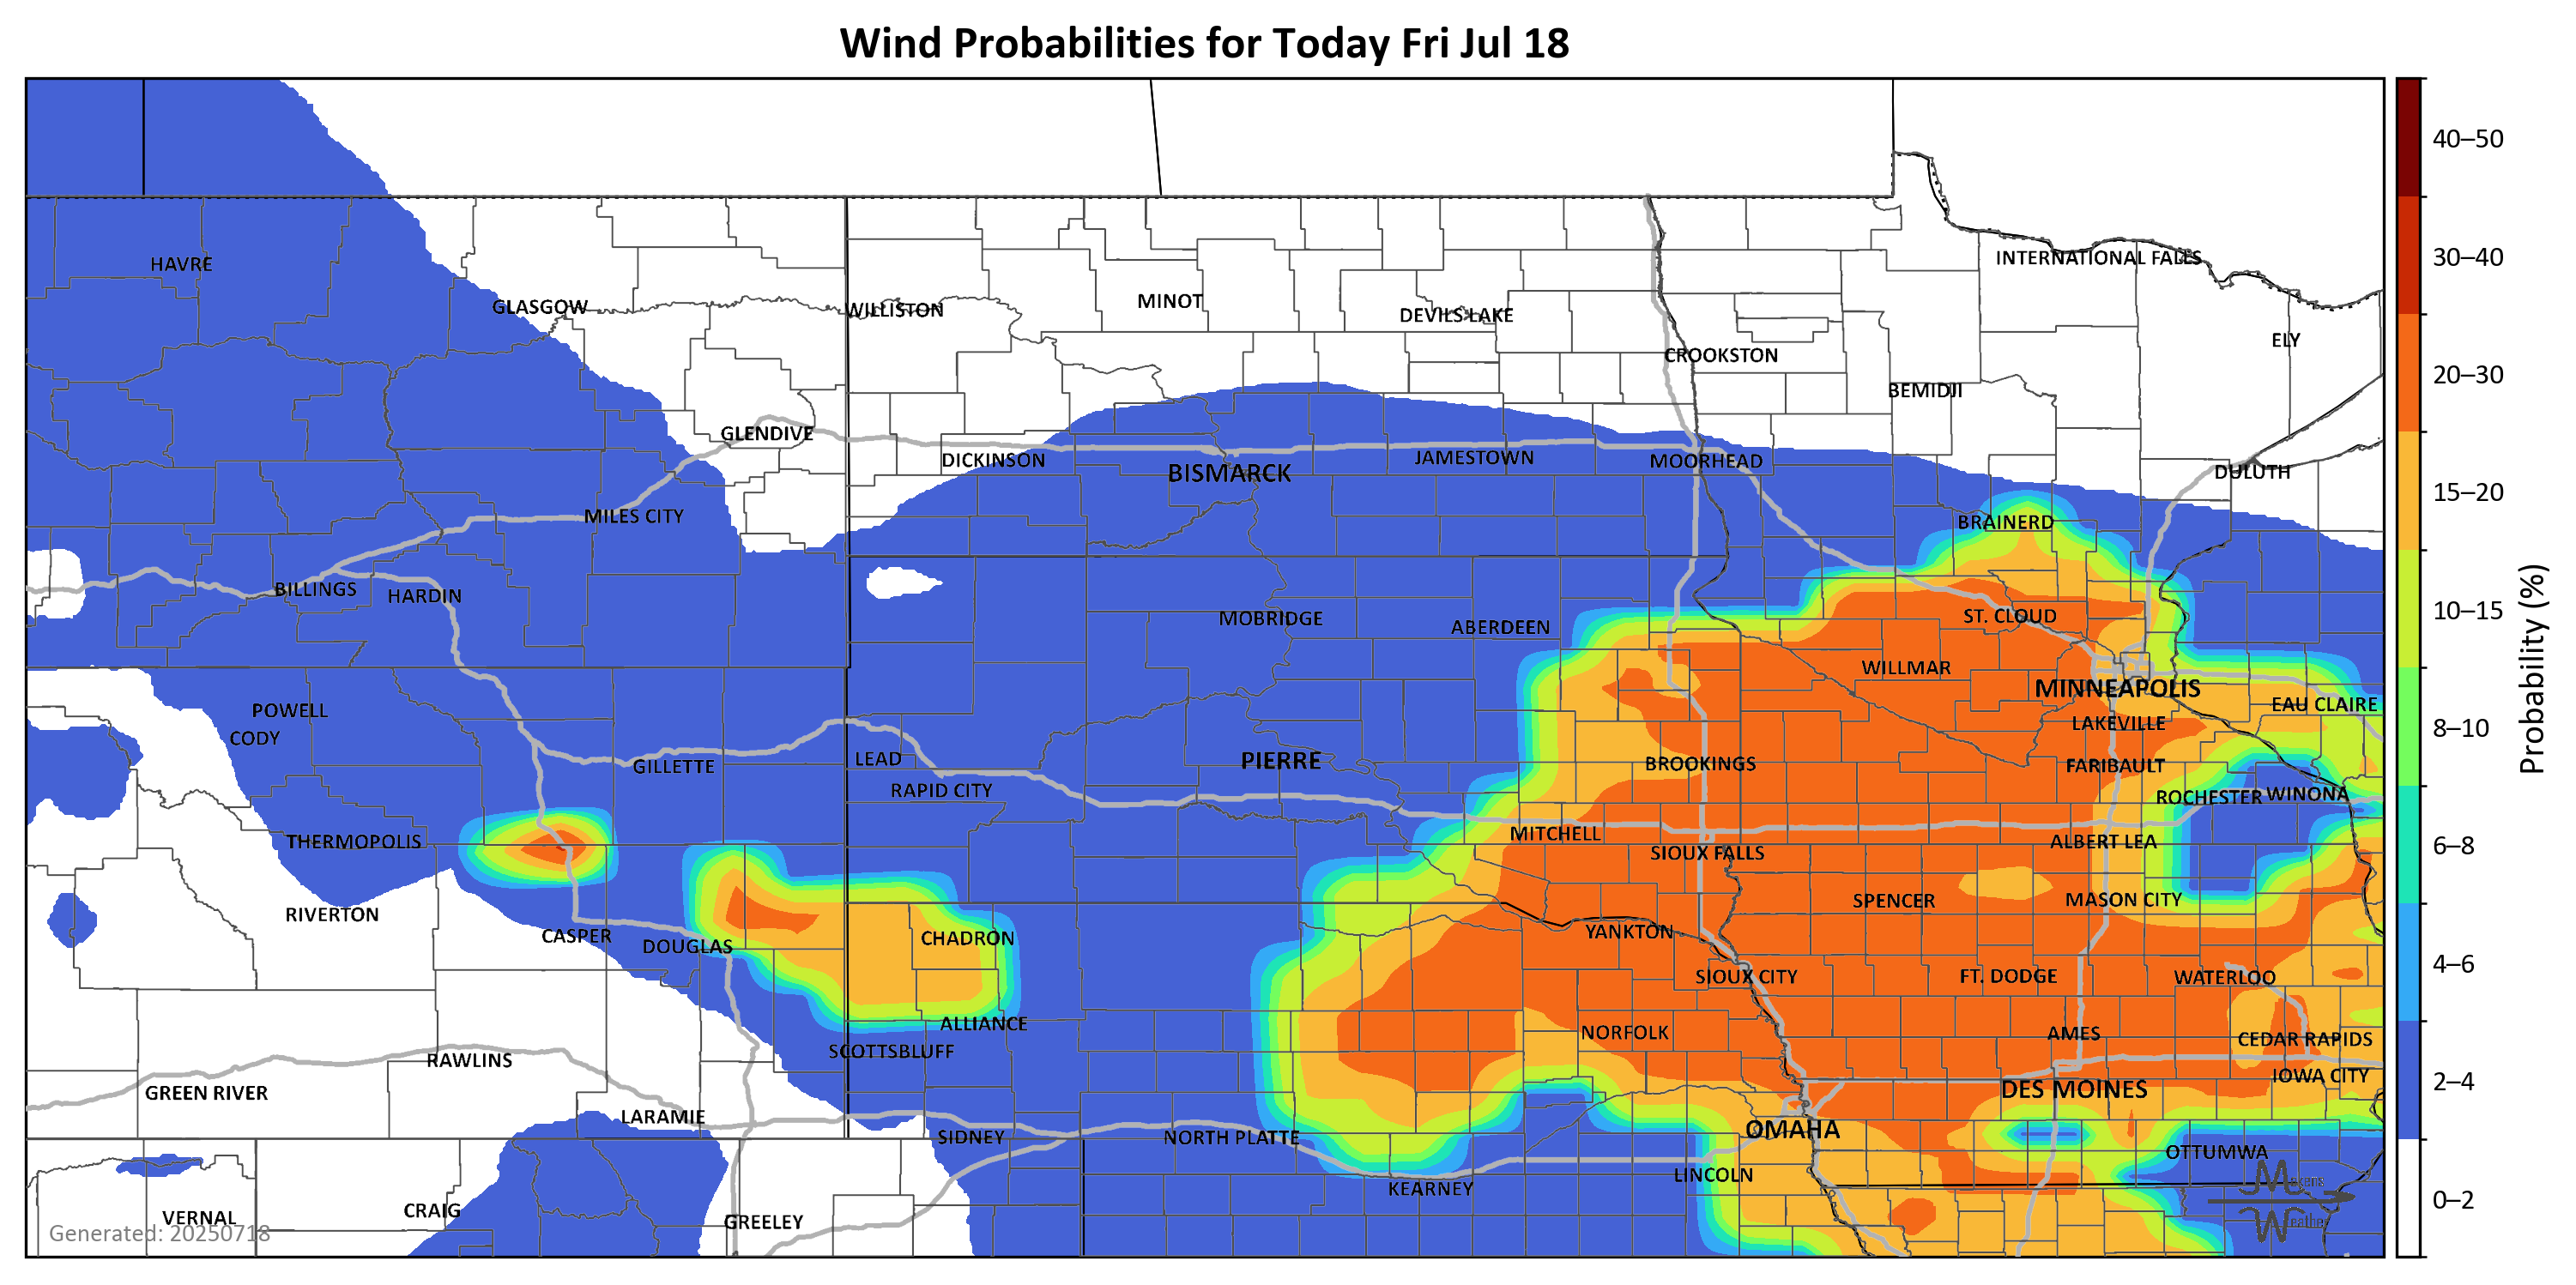 Wind Probabilities for Today Fri Jul 18
40–50
HAVRE
INTERNATIONAL FALLS
30–40
GLASGOW
WILLISTON
MINOT
DEVILS LAKE
CROOKSTON
ELY
20–30
BEMIDJI
GLENDIVE
DICKINSON
BISMARCK
JAMESTOWN
MOORHEAD
DULUTH
15–20
MILES CITY
BRAINERD
BILLINGS
HARDIN
MOBRIDGE
ABERDEEN
ST. CLOUD
10–15
WILLMAR
MINNEAPOLIS
POWELL
EAU CLAIRE
LAKEVILLE
8–10
CODY
GILLETTE
LEAD
PIERRE
BROOKINGS
FARIBAULT
Probability (%)
RAPID CITY
ROCHESTER
WINONA
THERMOPOLIS
MITCHELL
SIOUX FALLS
ALBERT LEA
6–8
RIVERTON
SPENCER
MASON CITY
CASPER
DOUGLAS
CHADRON
YANKTON
4–6
SIOUX CITY
FT. DODGE
WATERLOO
ALLIANCE
NORFOLK
AMES
CEDAR RAPIDS
RAWLINS
SCOTTSBLUFF
2–4
GREEN RIVER
DES MOINES
IOWA CITY
LARAMIE
SIDNEY
NORTH PLATTE
OMAHA
OTTUMWA
KEARNEY
LINCOLN
VERNAL
CRAIG
GREELEY
0–2
Generated: 20250718